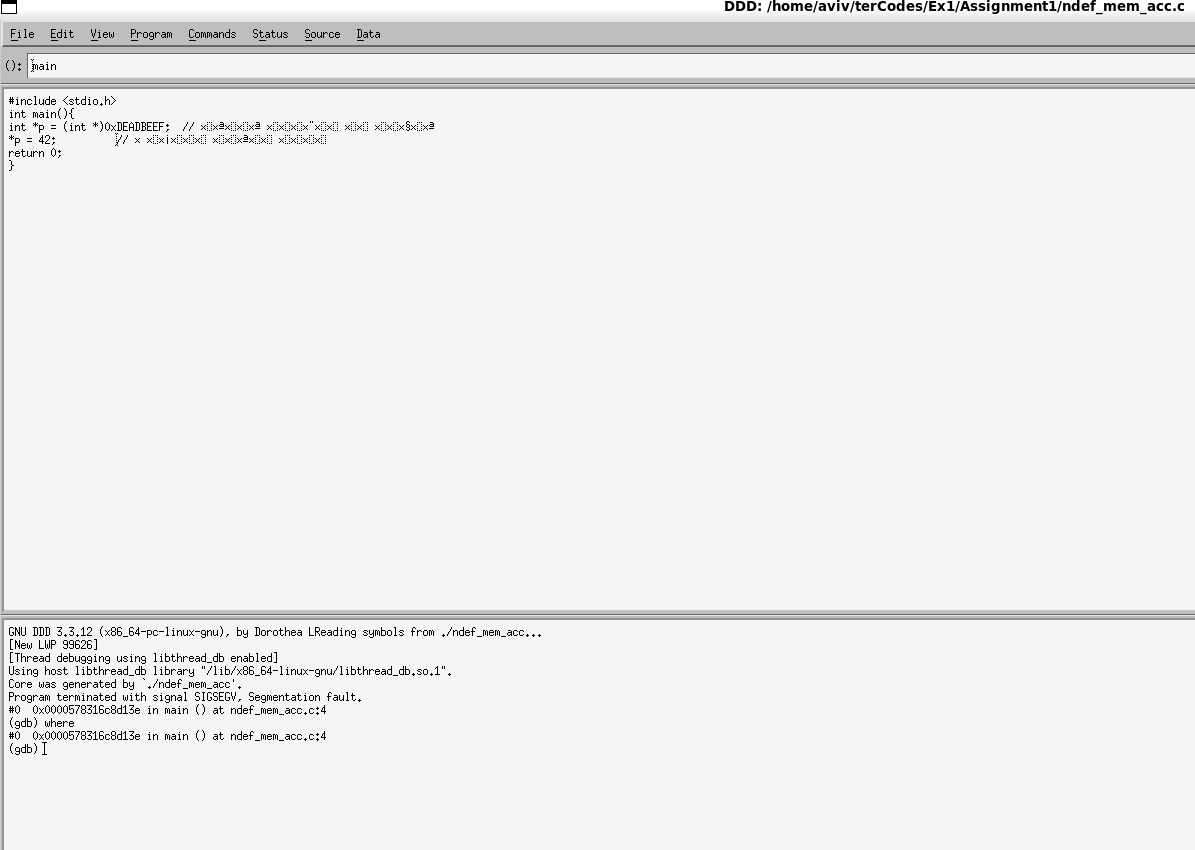 DDD: /home/aviv/terCodes/Ex1/Assignment1/ndef_mem_acc.c
File Edit View Program Commands Status Source Data
(): main
#include <stdio.h>
int main(){
int *p = (int *)0xDEADBEEF; //
*p = 42; //
return 0;
}
GNU DDD 3.3.12 (x86_64-pc-linux-gnu), by Dorothea LReading symbols from ./ndef_mem_acc...
[New LWP 99626]
[Thread debugging using libthread_db enabled]
Using host libthread_db library "/lib/x86_64-linux-gnu/libthread_db.so.1".
Core was generated by `./ndef_mem_acc'.
Program terminated with signal SIGSEGV, Segmentation fault.
#0 0x0000578316c8d13e in main () at ndef_mem_acc.c:4
(gdb) where
#0 0x0000578316c8d13e in main () at ndef_mem_acc.c:4
(gdb)